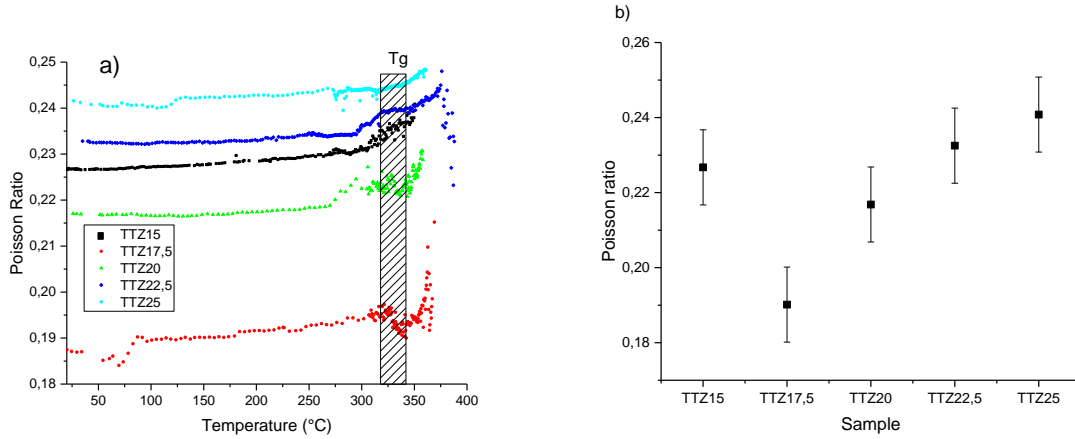 a)
Tg
0,25
0,24
0,23
0,22
0,21
0,20
0,19
0,18
Poisson Ratio
TTZ15
TTZ17,5
TTZ20
TTZ22,5
TTZ25
50 100 150 200 250 300 350 400
Temperature (°C)
b)
0,26
0,24
0,22
0,20
0,18
Poisson ratio
TTZ15 TTZ17,5 TTZ20 TTZ22,5 TTZ25
Sample